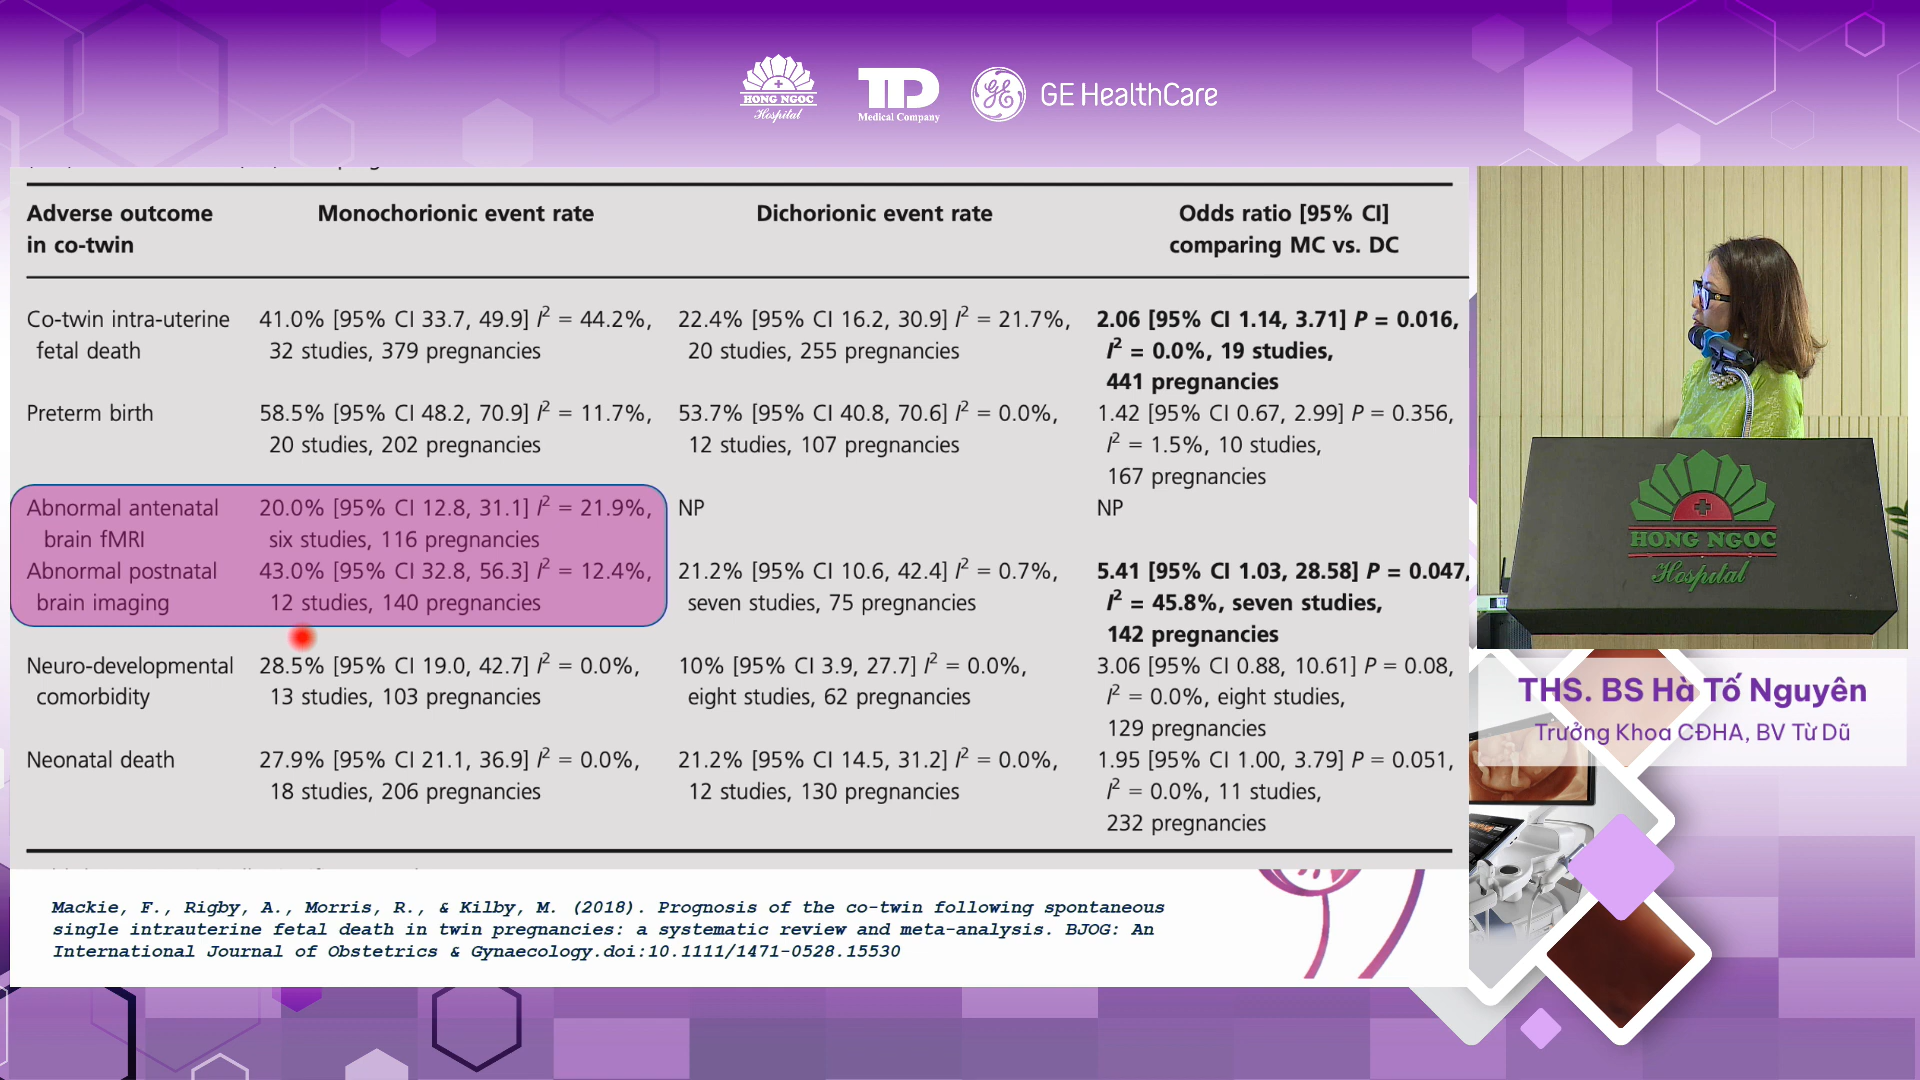 HONG NGOC
Hospital
TD
Medical Company
GE HealthCare
Adverse outcome
in co-twin
Monochorionic event rate
Dichorionic event rate
Odds ratio [95% CI]
comparing MC vs. DC
Co-twin intra-uterine
fetal death
41.0% [95% CI 33.7, 49.9] I² = 44.2%,
32 studies, 379 pregnancies
22.4% [95% CI 16.2, 30.9] I² = 21.7%,
20 studies, 255 pregnancies
2.06 [95% CI 1.14, 3.71] P = 0.016,
I² = 0.0%, 19 studies,
441 pregnancies
Preterm birth
58.5% [95% CI 48.2, 70.9] I² = 11.7%,
20 studies, 202 pregnancies
53.7% [95% CI 40.8, 70.6] I² = 0.0%,
12 studies, 107 pregnancies
1.42 [95% CI 0.67, 2.99] P = 0.356,
I² = 1.5%, 10 studies,
167 pregnancies
Abnormal antenatal
brain fMRI
20.0% [95% CI 12.8, 31.1] I² = 21.9%,
six studies, 116 pregnancies
NP
NP
Abnormal postnatal
brain imaging
43.0% [95% CI 32.8, 56.3] I² = 12.4%,
12 studies, 140 pregnancies
21.2% [95% CI 10.6, 42.4] I² = 0.7%,
seven studies, 75 pregnancies
5.41 [95% CI 1.03, 28.58] P = 0.047,
I² = 45.8%, seven studies,
142 pregnancies
Neuro-developmental
comorbidity
28.5% [95% CI 19.0, 42.7] I² = 0.0%,
13 studies, 103 pregnancies
10% [95% CI 3.9, 27.7] I² = 0.0%,
eight studies, 62 pregnancies
3.06 [95% CI 0.88, 10.61] P = 0.08,
I² = 0.0%, eight studies,
129 pregnancies
Neonatal death
27.9% [95% CI 21.1, 36.9] I² = 0.0%,
18 studies, 206 pregnancies
21.2% [95% CI 14.5, 31.2] I² = 0.0%,
12 studies, 130 pregnancies
1.95 [95% CI 1.00, 3.79] P = 0.051,
I² = 0.0%, 11 studies,
232 pregnancies
Mackie, F., Rigby, A., Morris, R., & Kilby, M. (2018). Prognosis of the co-twin following spontaneous
single intrauterine fetal death in twin pregnancies: a systematic review and meta-analysis. BJOG: An
International Journal of Obstetrics & Gynaecology.doi:10.1111/1471-0528.15530
HONG NGOC
Hospital
THS. BS Hà Tố Nguyên
Trưởng Khoa CĐHA, BV Từ Dũ